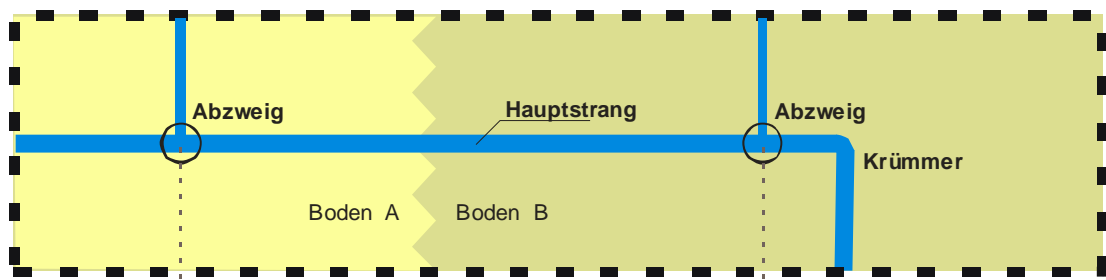 Hauptstrang
Abzweig
Abzweig
Krümmer
Boden A
Boden B